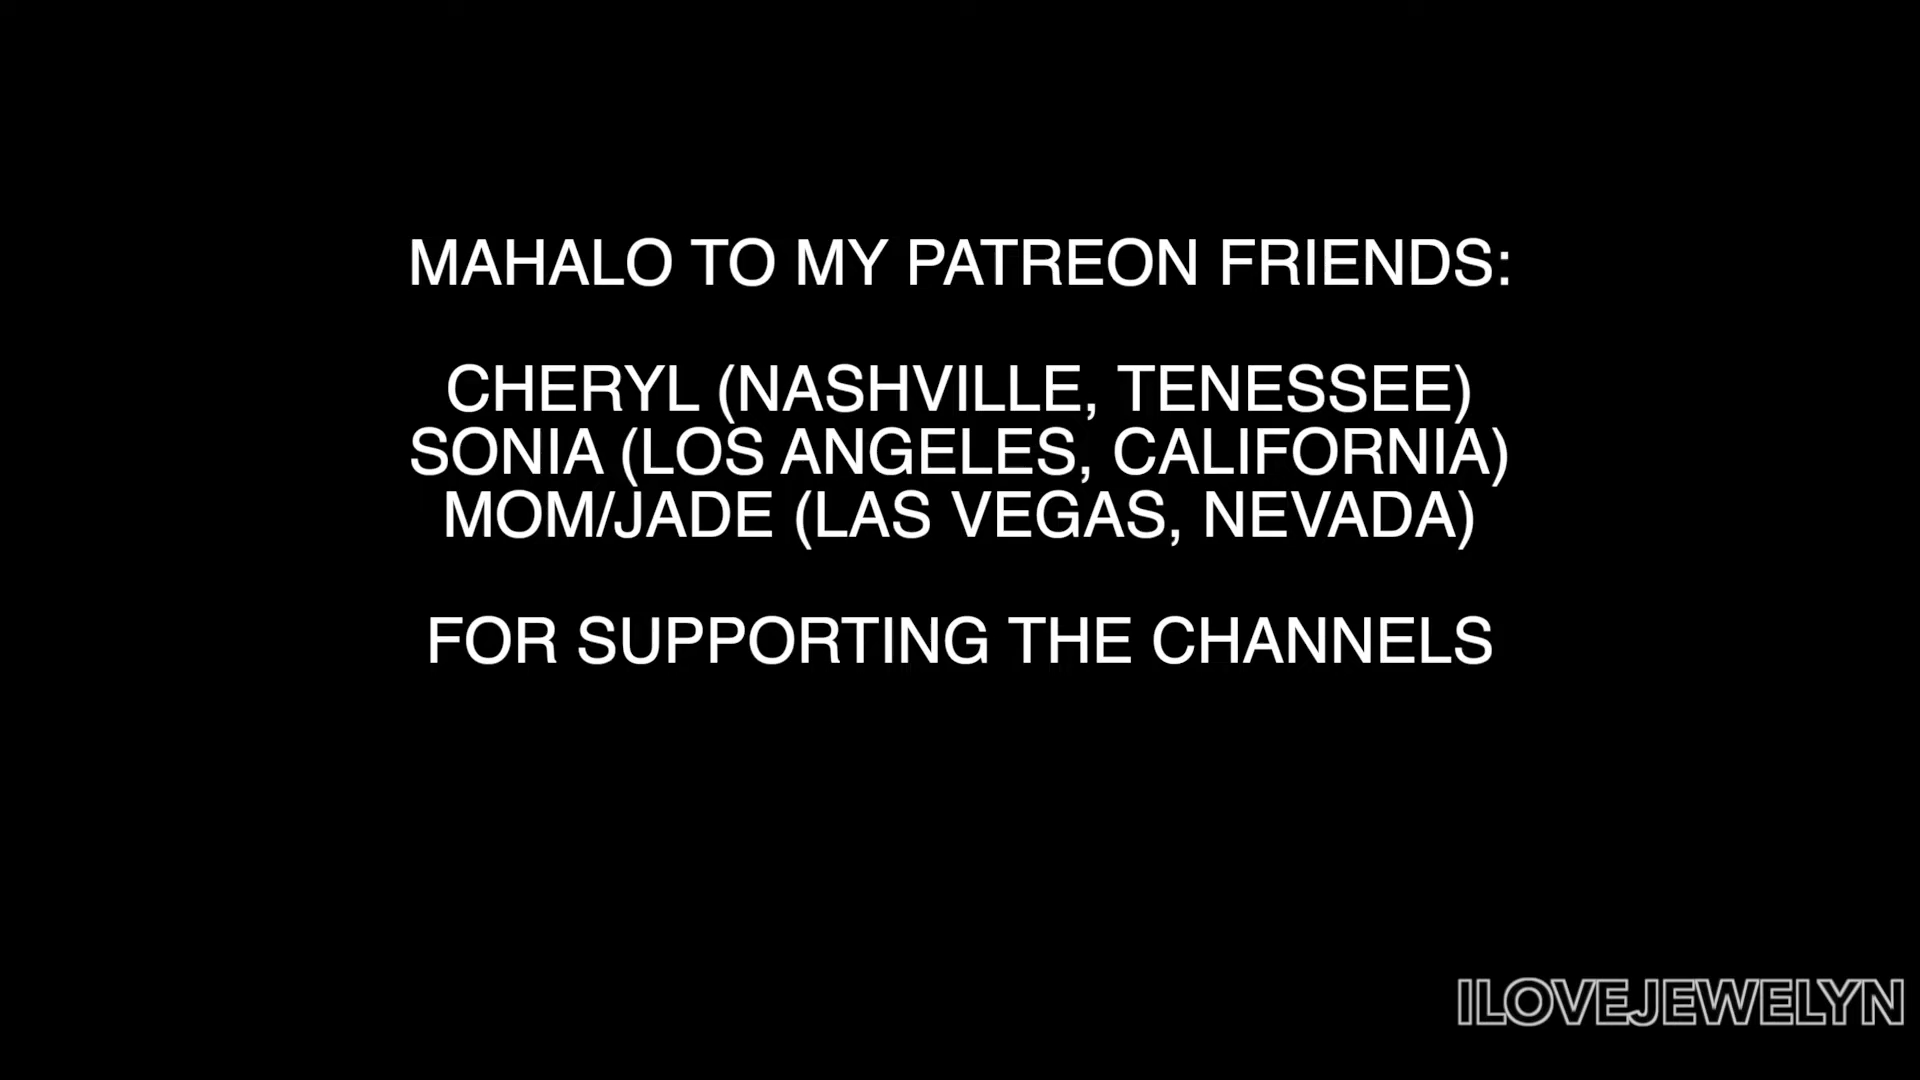 MAHALO TO MY PATREON FRIENDS:
CHERYL (NASHVILLE, TENESSEE)
SONIA (LOS ANGELES, CALIFORNIA)
MOM/JADE (LAS VEGAS, NEVADA)
FOR SUPPORTING THE CHANNELS
ILOVEJEWELYN